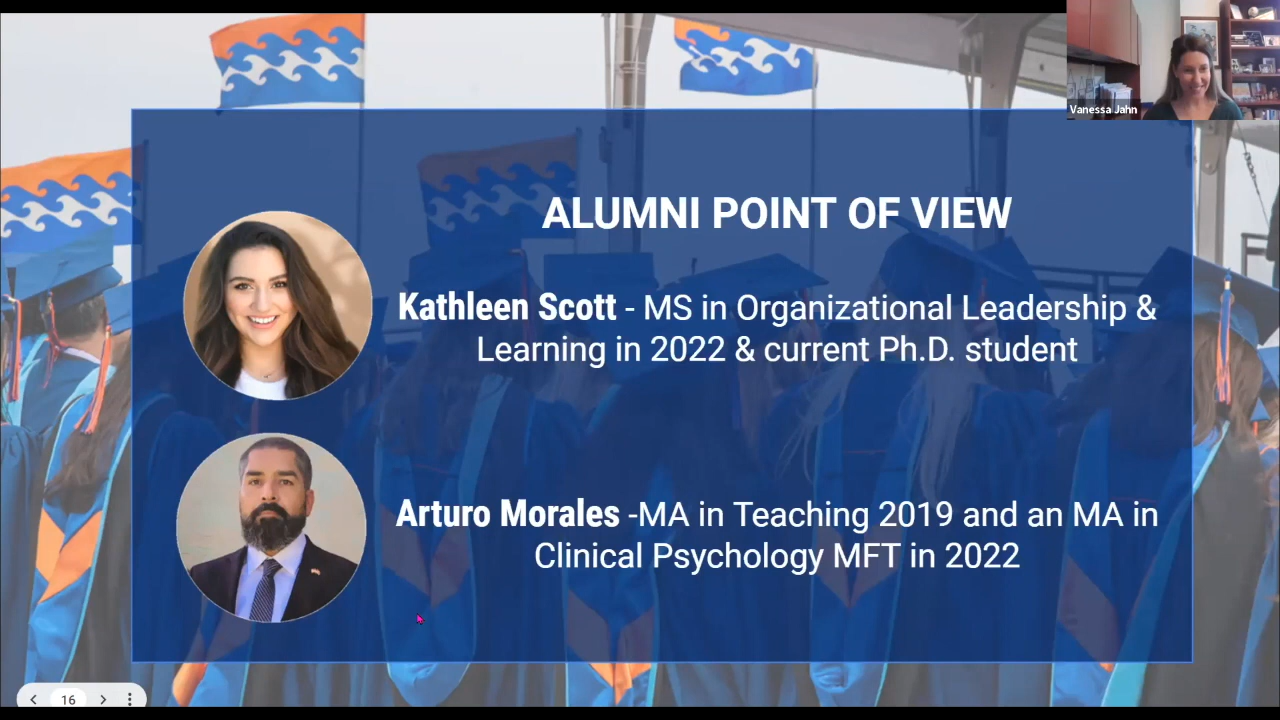 Vanessa Jahn
ALUMNI POINT OF VIEW
Kathleen Scott - MS in Organizational Leadership &
Learning in 2022 & current Ph.D. student
Arturo Morales -MA in Teaching 2019 and an MA in
Clinical Psychology MFT in 2022
16